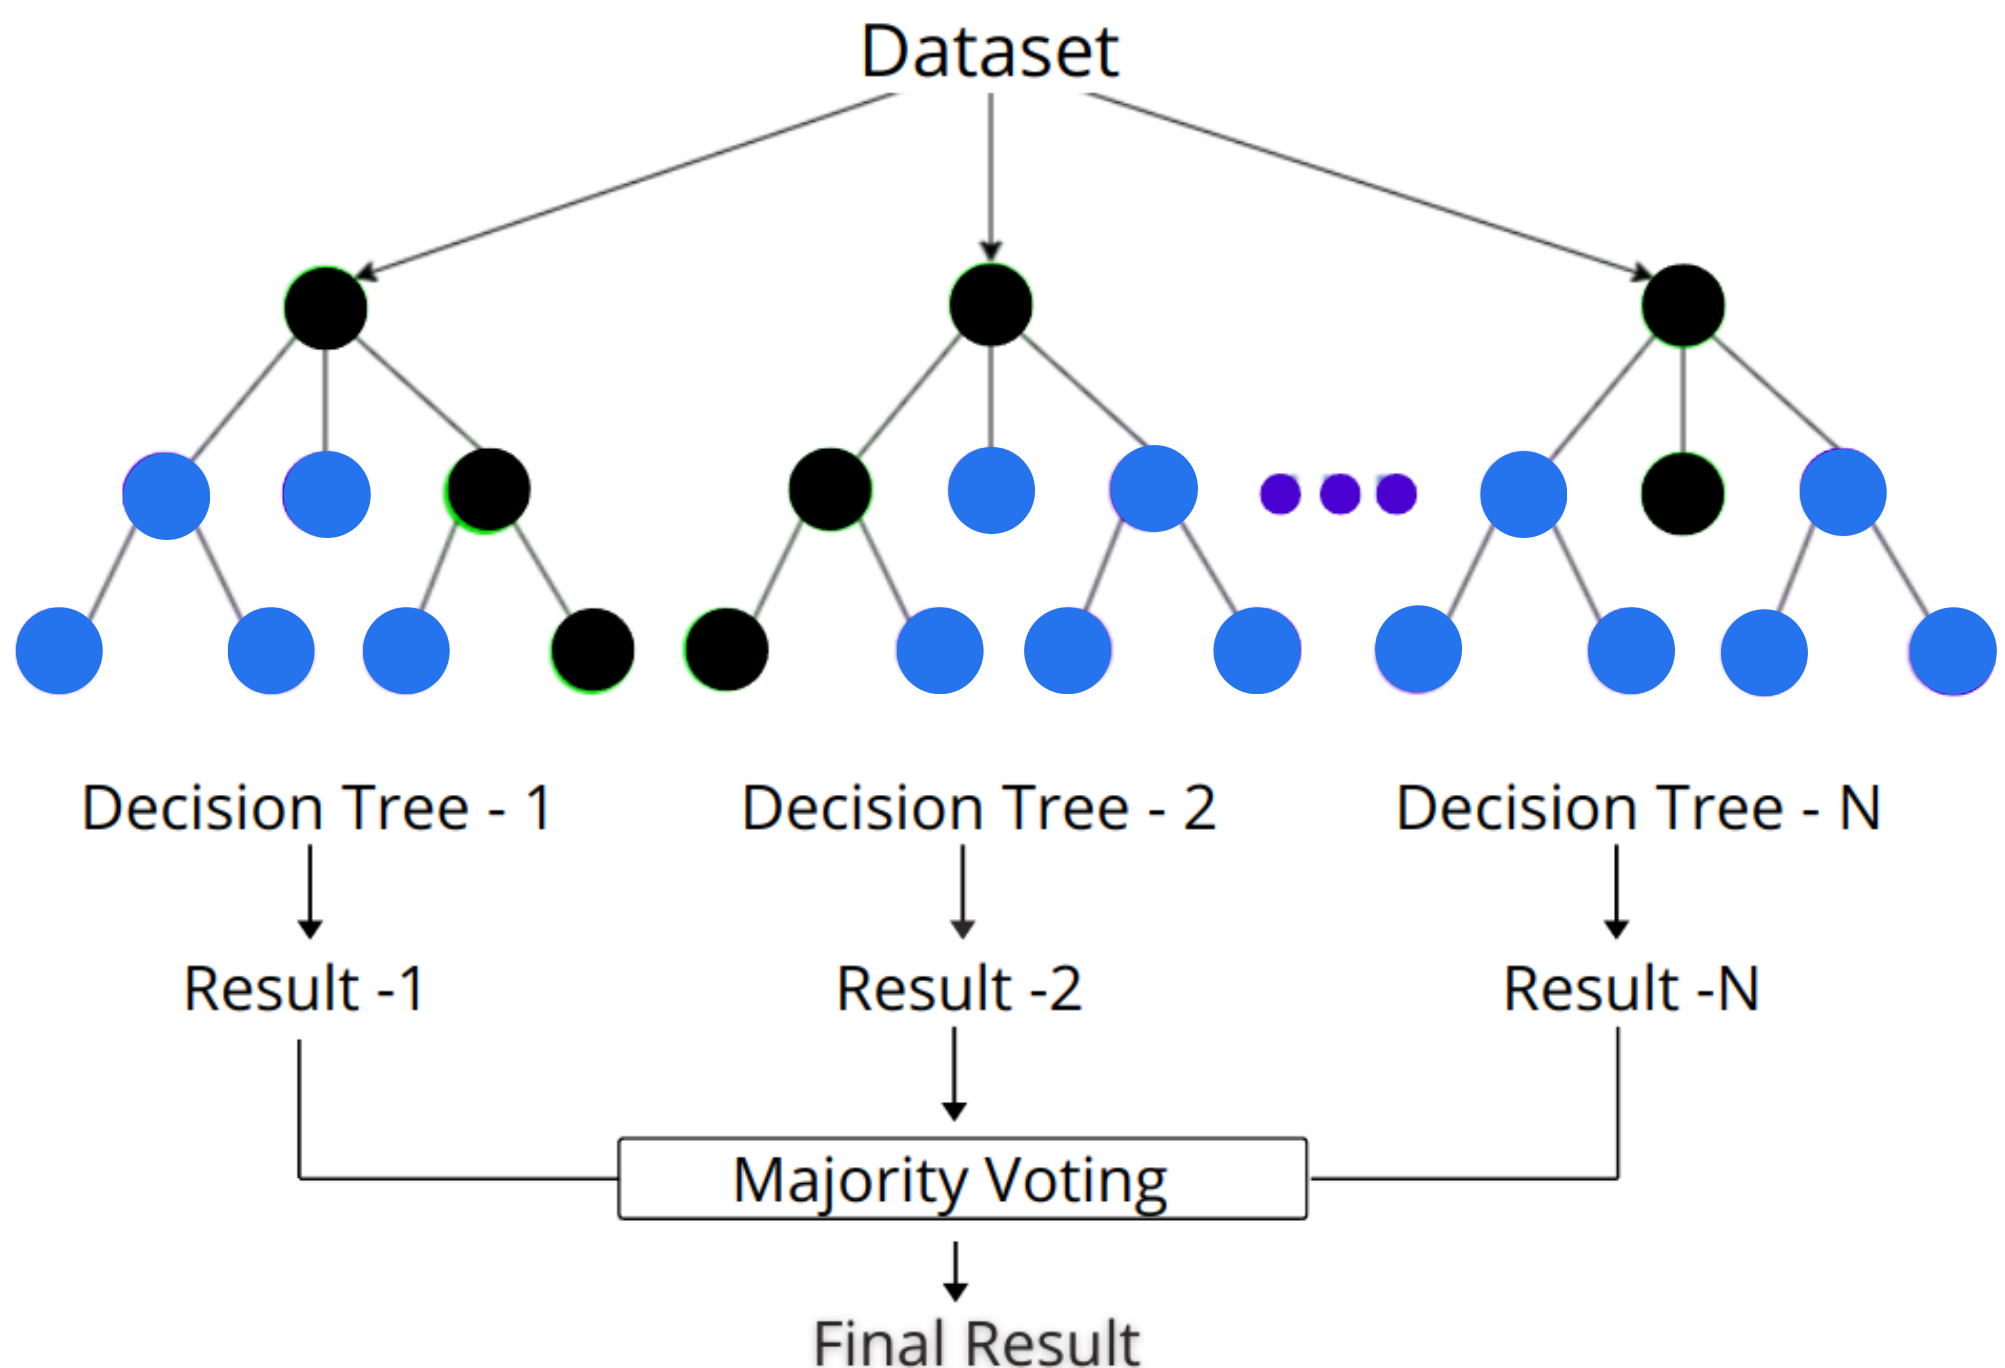 Dataset
Decision Tree - 1
Decision Tree - 2
Decision Tree - N
Result -1
Result -2
Result -N
Majority Voting
Final Result